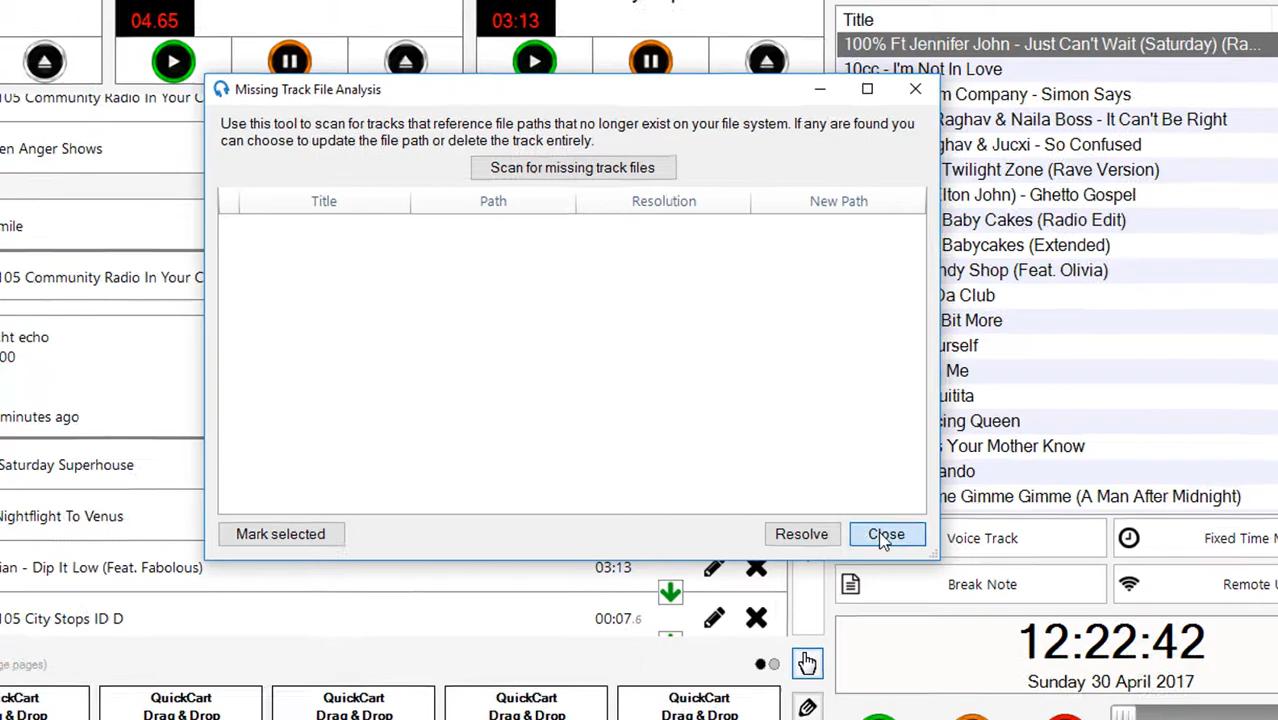 04.65
03:13
Title
100% Ft Jennifer John - Just Can't Wait (Saturday) (Ra...
10cc - I'm Not In Love
m Company - Simon Says
Raghav & Naila Boss - It Can't Be Right
hav & Jucxi - So Confused
Twilight Zone (Rave Version)
Elton John) - Ghetto Gospel
Baby Cakes (Radio Edit)
Babycakes (Extended)
ndy Shop (Feat. Olivia)
Da Club
Bit More
urself
Me
uitita
cing Queen
s Your Mother Know
ando
me Gimme Gimme (A Man After Midnight)
105 Community Radio In Your C
en Anger Shows
mile
105 Community Radio In Your C
ht echo
00
minutes ago
Saturday Superhouse
Nightflight To Venus
ian - Dip It Low (Feat. Fabolous)
03:13
105 City Stops ID D
00:07.6
ge pages)
Missing Track File Analysis
Use this tool to scan for tracks that reference file paths that no longer exist on your file system. If any are found you
can choose to update the file path or delete the track entirely.
Scan for missing track files
Title Path Resolution New Path
Mark selected Resolve Close
Voice Track Fixed Time M
Break Note Remote U
12:22:42
Sunday 30 April 2017
ckCart QuickCart QuickCart QuickCart QuickCart
& Drop Drag & Drop Drag & Drop Drag & Drop Drag & Drop